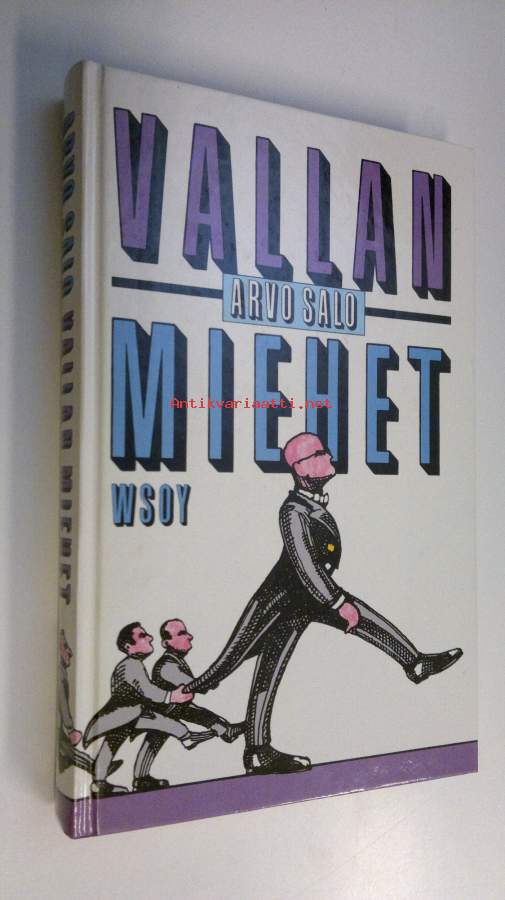 VALLAN
ARVO SALO
MIEHET
WSOY
Antikvariaatti.net
ARVO SALO VALLAN MIEHET